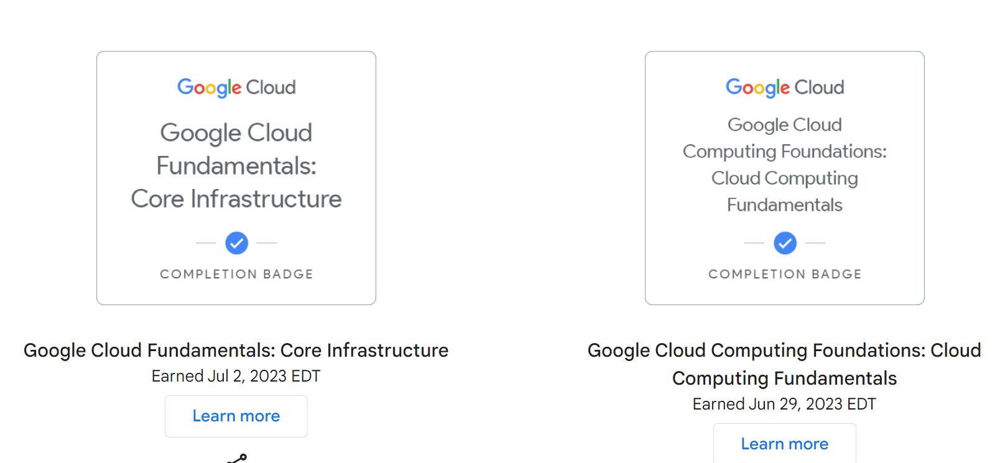 Google Cloud
Google Cloud
Fundamentals:
Core Infrastructure
COMPLETION BADGE
Google Cloud Fundamentals: Core Infrastructure
Earned Jul 2, 2023 EDT
Learn more
Google Cloud
Google Cloud
Computing Foundations:
Cloud Computing
Fundamentals
COMPLETION BADGE
Google Cloud Computing Foundations: Cloud
Computing Fundamentals
Earned Jun 29, 2023 EDT
Learn more